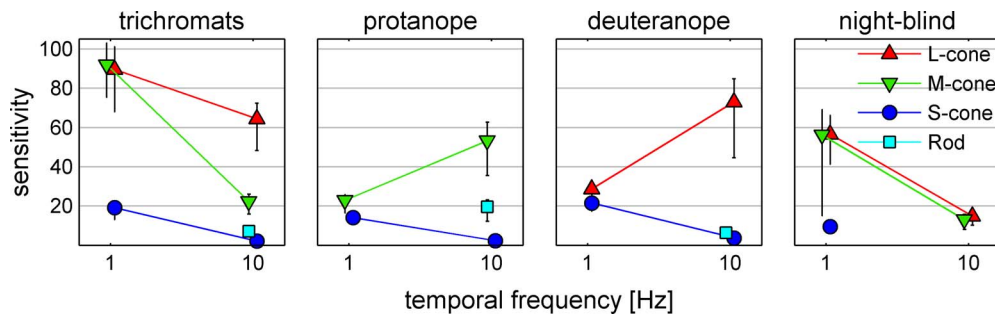 trichromats protanope deuteranope night-blind
sensitivity
100
80
60
40
20
L-cone
M-cone
S-cone
Rod
1 10 1 10 1 10 1 10
temporal frequency [Hz]